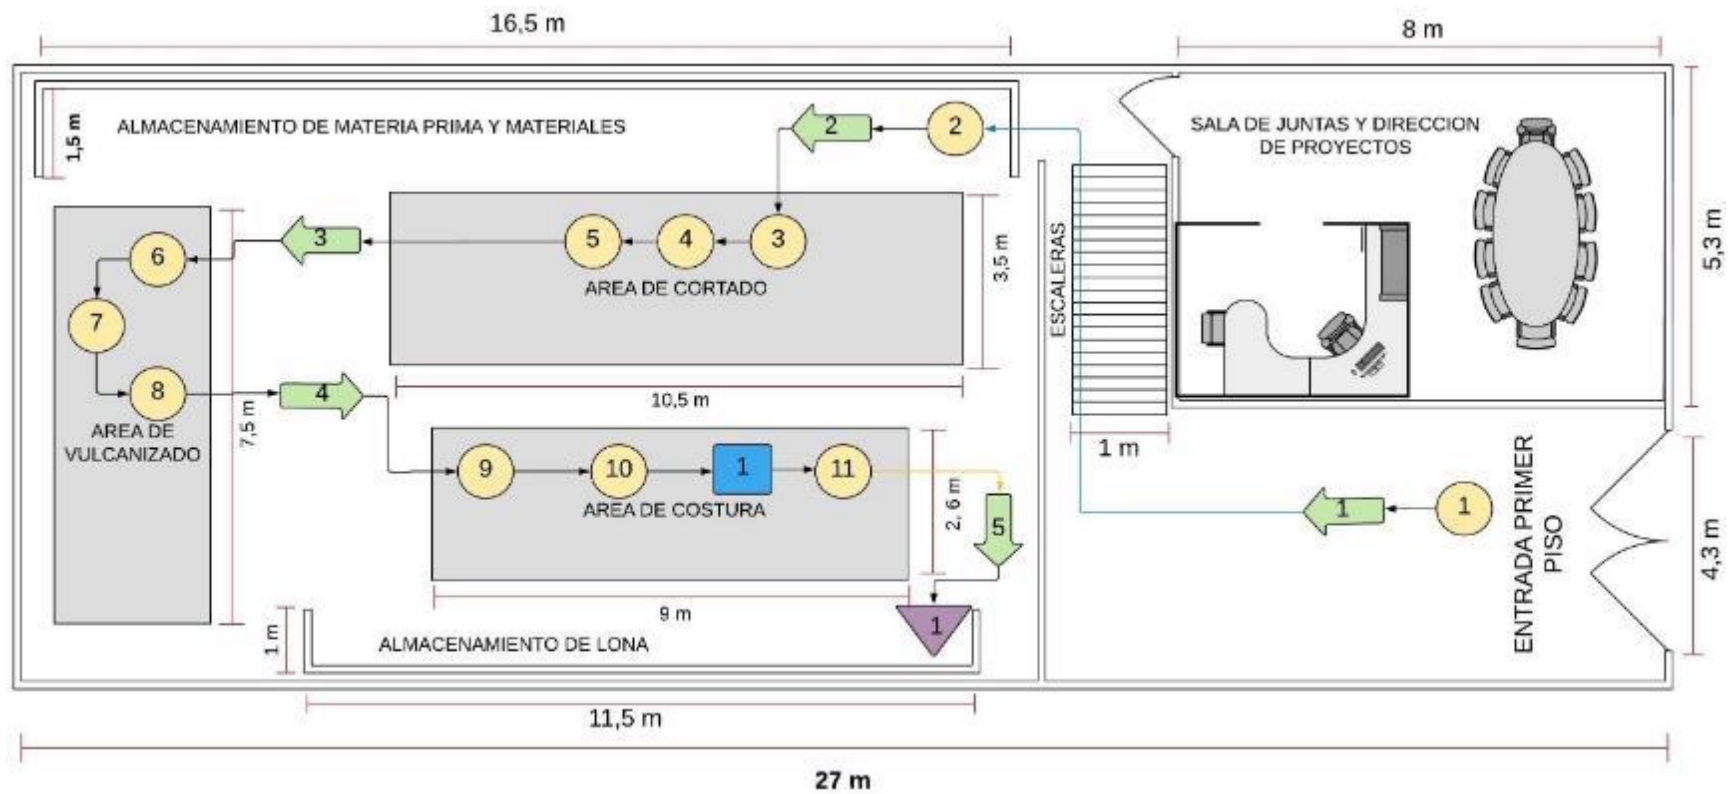 16,5 m
8 m
1,5 m
ALMACENAMIENTO DE MATERIA PRIMA Y MATERIALES
2
2
SALA DE JUNTAS Y DIRECCION
DE PROYECTOS
5,3 m
3
5
4
3
AREA DE CORTADO
3,5 m
ESCALERAS
6
7
8
AREA DE
VULCANIZADO
7,5 m
4
10,5 m
1 m
9
10
1
11
AREA DE COSTURA
2, 6 m
5
1
1
ENTRADA PRIMER
PISO
4,3 m
9 m
1 m
ALMACENAMIENTO DE LONA
1
11,5 m
27 m